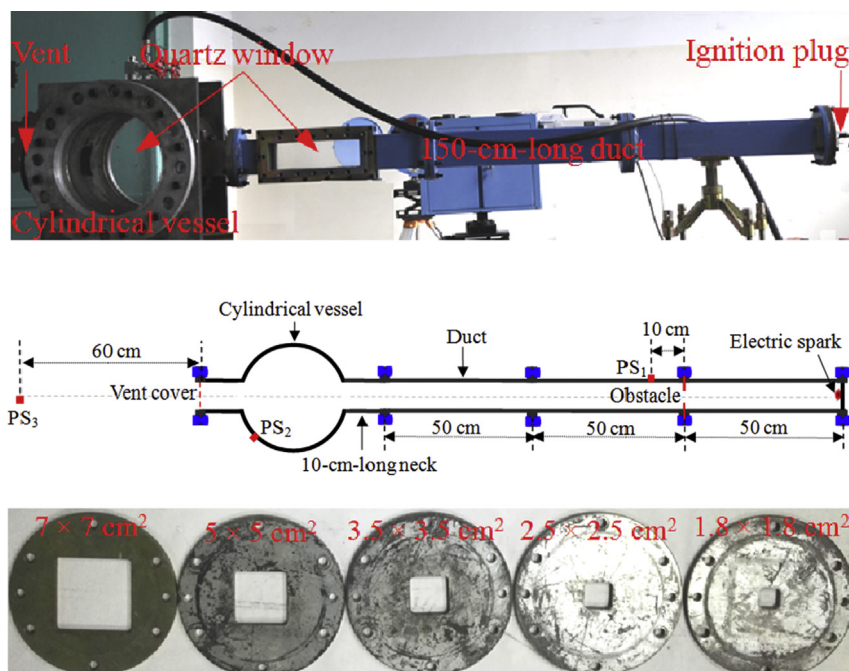 Vent
Quartz window
Ignition plug
150-cm-long duct
Cylindrical vessel
Cylindrical vessel
Duct
10 cm
Electric spark
60 cm
PS₁
Vent cover
Obstacle
PS₃
PS₂
50 cm
50 cm
50 cm
10-cm-long neck
7 × 7 cm²
5 × 5 cm²
3.5 × 3.5 cm²
2.5 × 2.5 cm²
1.8 × 1.8 cm²